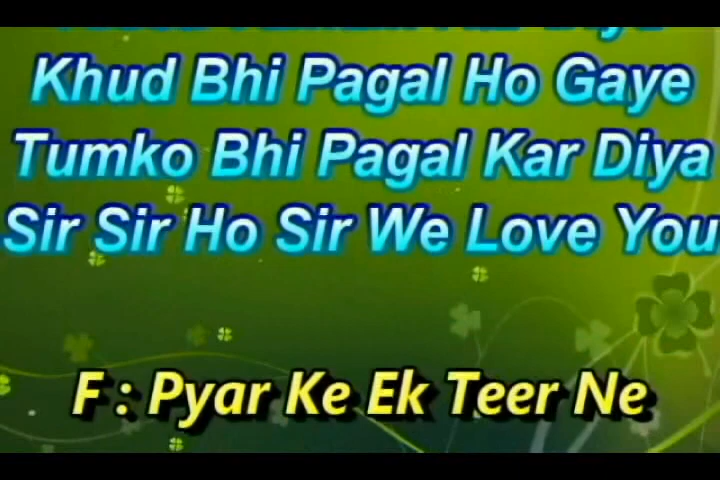 Khud Bhi Pagal Ho Gaye
Tumko Bhi Pagal Kar Diya
Sir Sir Ho Sir We Love You
F : Pyar Ke Ek Teer Ne